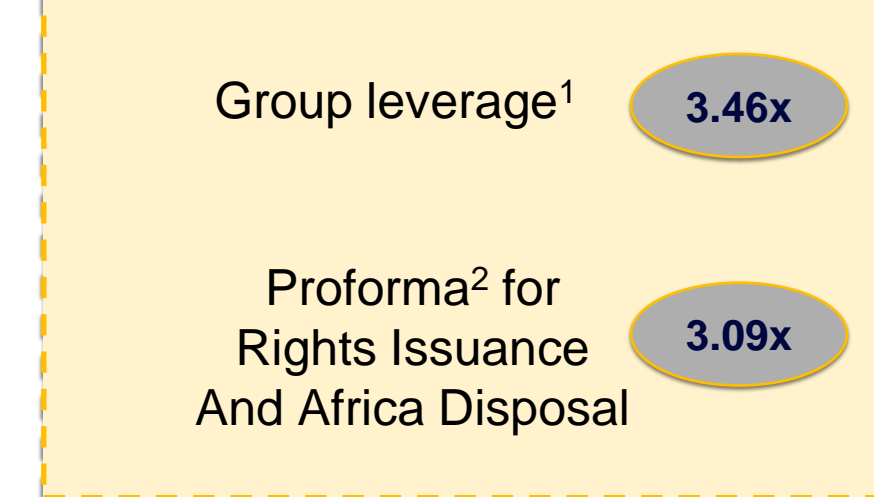 Group leverage¹ 3.46x
Proforma² for
Rights Issuance 3.09x
And Africa Disposal